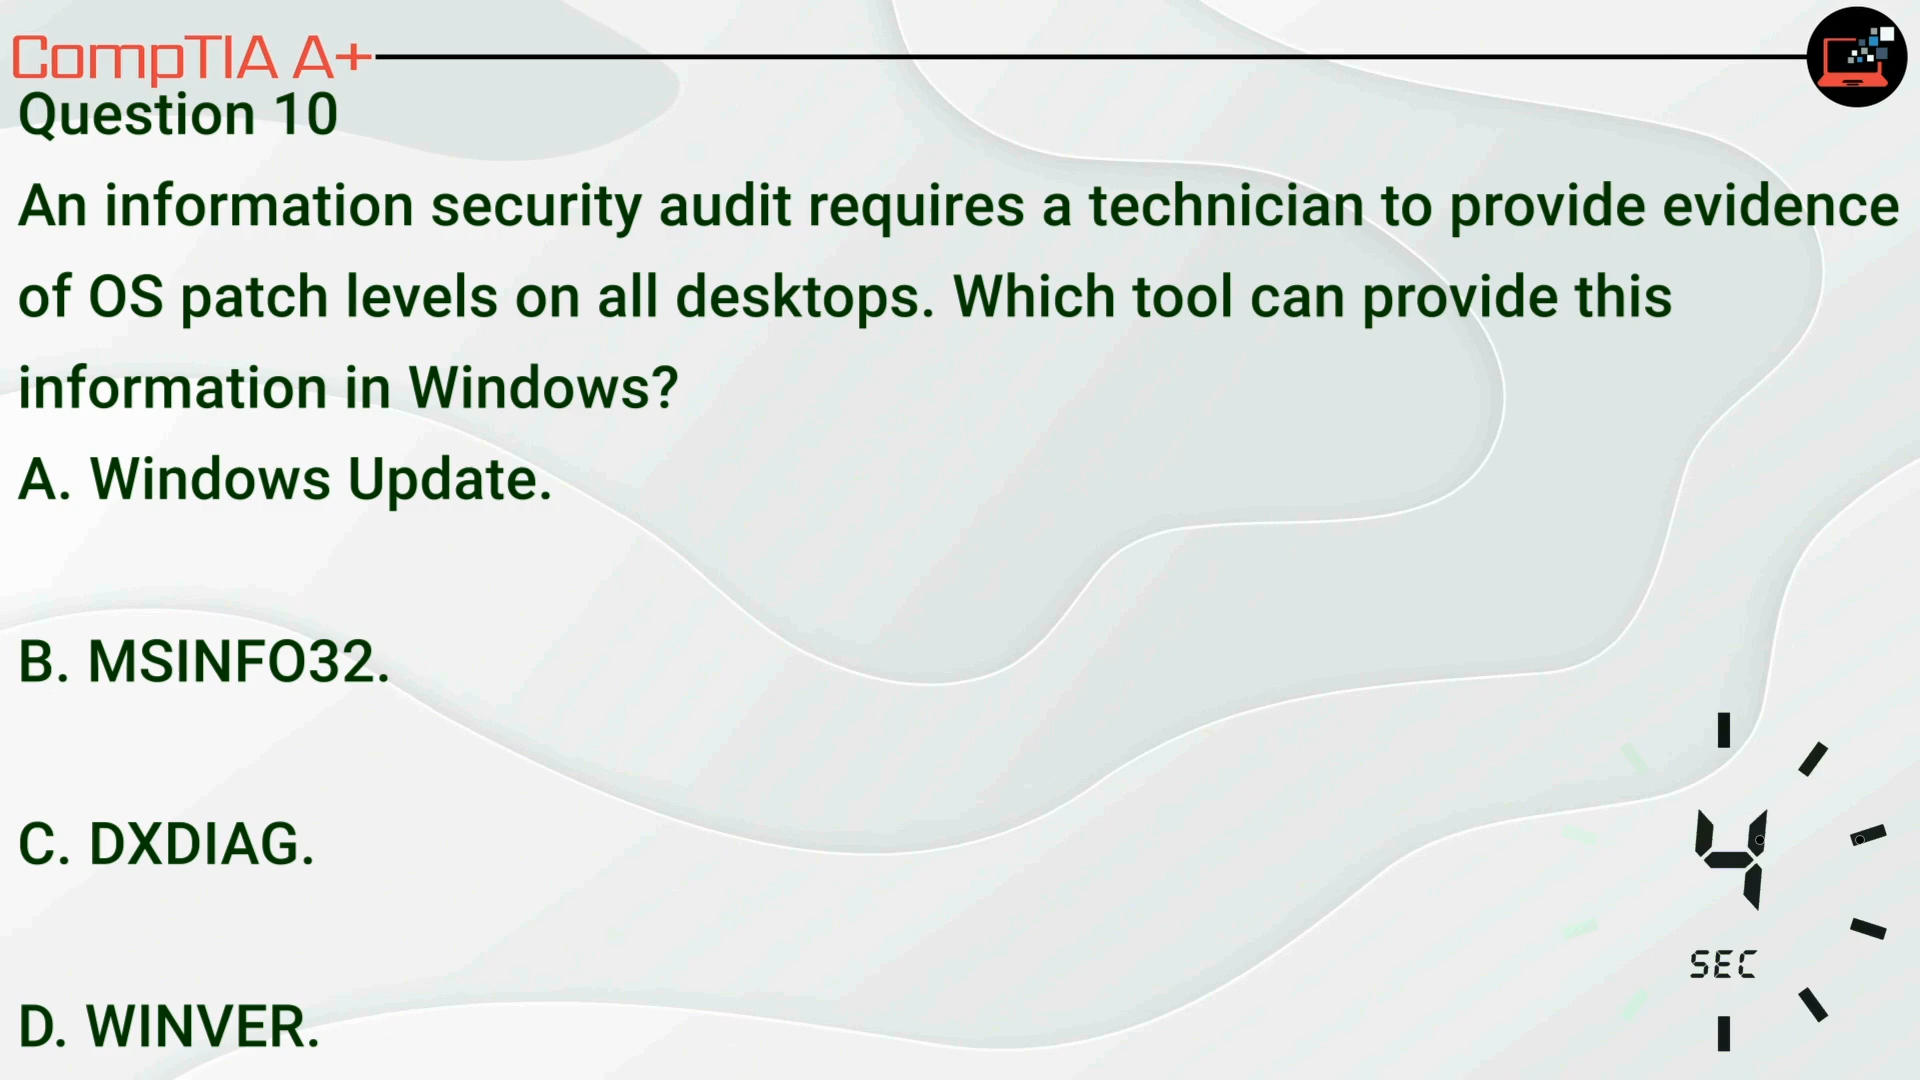 CompTIA A+
Question 10
An information security audit requires a technician to provide evidence
of OS patch levels on all desktops. Which tool can provide this
information in Windows?
A. Windows Update.
B. MSINFO32.
C. DXDIAG.
D. WINVER.
4
SEC